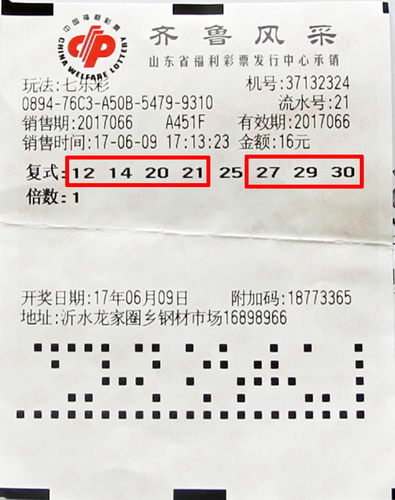 中国福利彩票
CHINA WELFARE LOTTERY
齐鲁风采
山东省福利彩票发行中心承销
玩法:七乐彩 机号:37132324
0894-76C3-A50B-5479-9310 流水号:21
销售期:2017066 A451F 有效期:2017066
销售时间:17-06-09 17:13:23 金额:16元
复式:12 14 20 21 25 27 29 30
倍数:1
开奖日期:17年06月09日 附加码:18773365
地址:沂水龙家圈乡钢材市场16898966